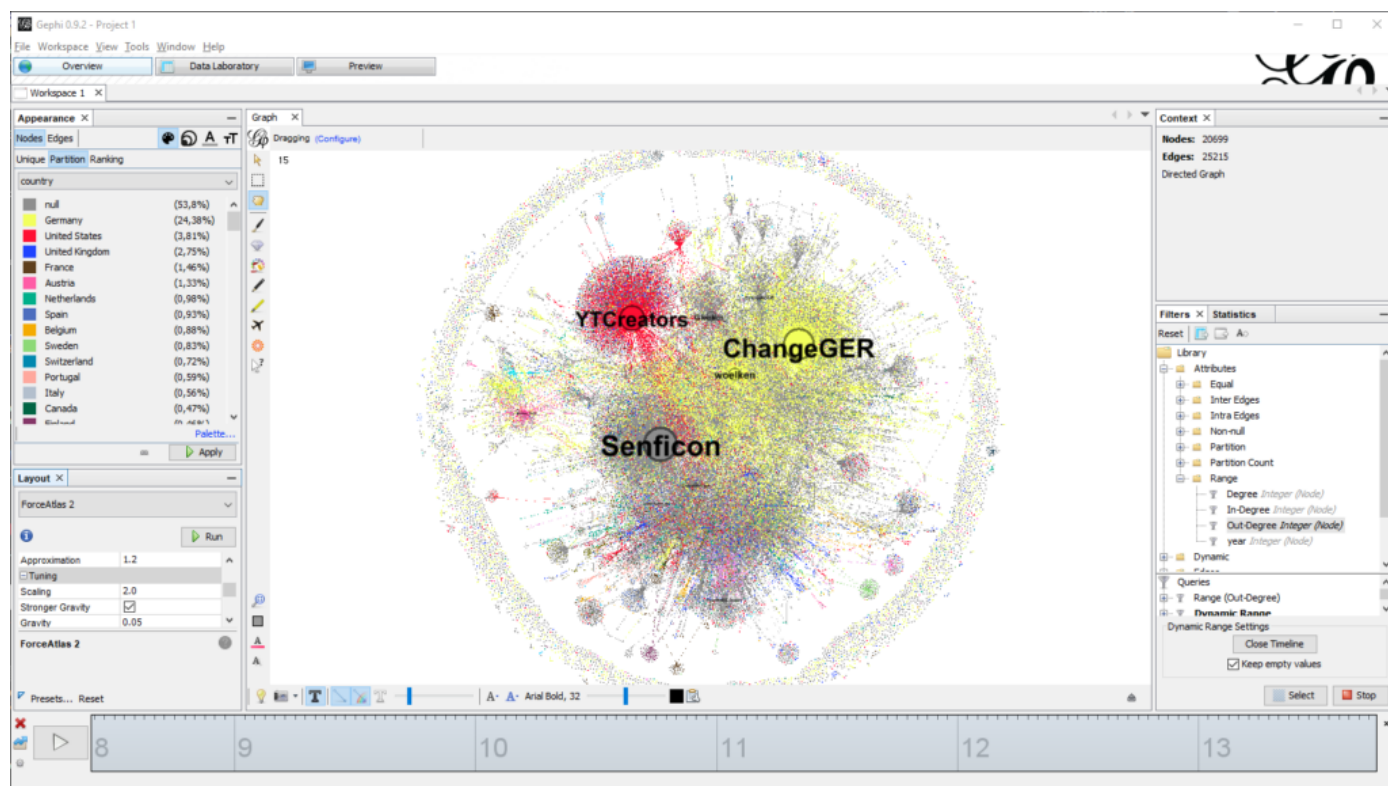 Gephi 0.9.2 - Project 1
File Workspace View Tools Window Help
Overview Data Laboratory Preview
Workspace 1
Appearance
Nodes Edges
Unique Partition Ranking
country
null (53,8%)
Germany (24,38%)
United States (3,81%)
United Kingdom (2,75%)
France (1,46%)
Austria (1,33%)
Netherlands (0,98%)
Spain (0,93%)
Belgium (0,88%)
Sweden (0,83%)
Switzerland (0,72%)
Portugal (0,59%)
Italy (0,56%)
Canada (0,47%)
Finland (0,46%)
Palette...
Apply
Layout
ForceAtlas 2
Run
Approximation 1.2
Tuning
Scaling 2.0
Stronger Gravity
Gravity 0.05
ForceAtlas 2
Presets... Reset
Graph
Dragging (Configure)
15
YTCreators
ChangeGER
woelken
Senficon
Arial Bold, 32
Context
Nodes: 20699
Edges: 25215
Directed Graph
Filters Statistics
Reset
Library
Attributes
Equal
Inter Edges
Intra Edges
Non-null
Partition
Partition Count
Range
Degree Integer (Node)
In-Degree Integer (Node)
Out-Degree Integer (Node)
year Integer (Node)
Dynamic
Edges
Queries
Range (Out-Degree)
Dynamic Range
Dynamic Range Settings
Close Timeline
Keep empty values
Select Stop
8 9 10 11 12 13